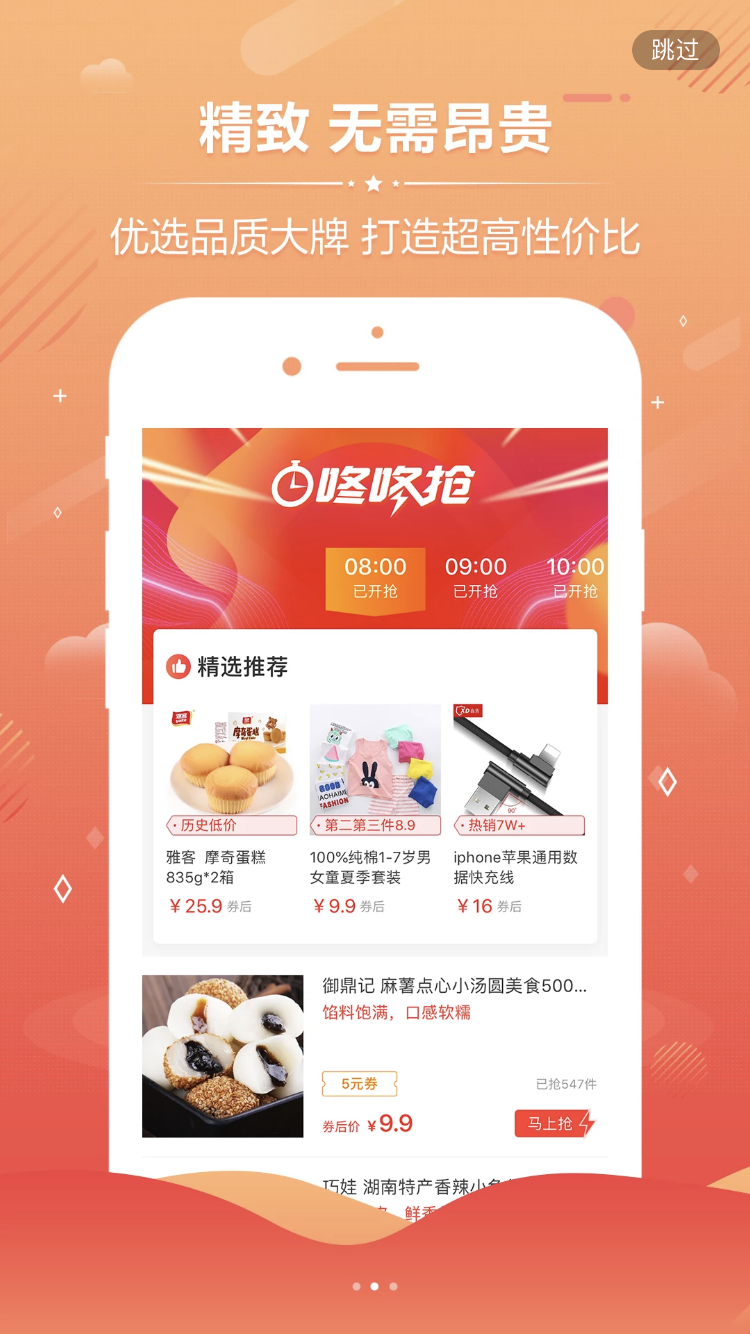 跳过
精致 无需昂贵
优选品质大牌 打造超高性价比
咚咚抢
08:00 09:00 10:00
已开抢 已开抢 已开抢
精选推荐
摩奇蛋糕
GOOD
FASHION
90°
·历史低价 ·第二第三件8.9 ·热销7W+
雅客 摩奇蛋糕
835g*2箱
100%纯棉1-7岁男
女童夏季套装
iphone苹果通用数
据快充线
¥25.9 券后 ¥9.9 券后 ¥16 券后
御鼎记 麻薯点心小汤圆美食500...
馅料饱满，口感软糯
5元券 已抢547件
券后价 ¥9.9 马上抢
巧娃 湖南特产香辣小
鲜香